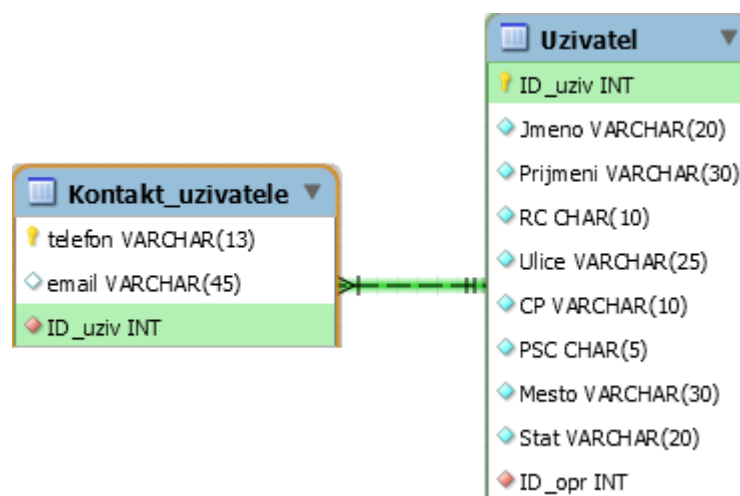 Kontakt_uzivatele
telefon VARCHAR(13)
email VARCHAR(45)
ID_uziv INT
Uzivatel
ID_uziv INT
Jmeno VARCHAR(20)
Prijmeni VARCHAR(30)
RC CHAR(10)
Ulice VARCHAR(25)
CP VARCHAR(10)
PSC CHAR(5)
Mesto VARCHAR(30)
Stat VARCHAR(20)
ID_opr INT